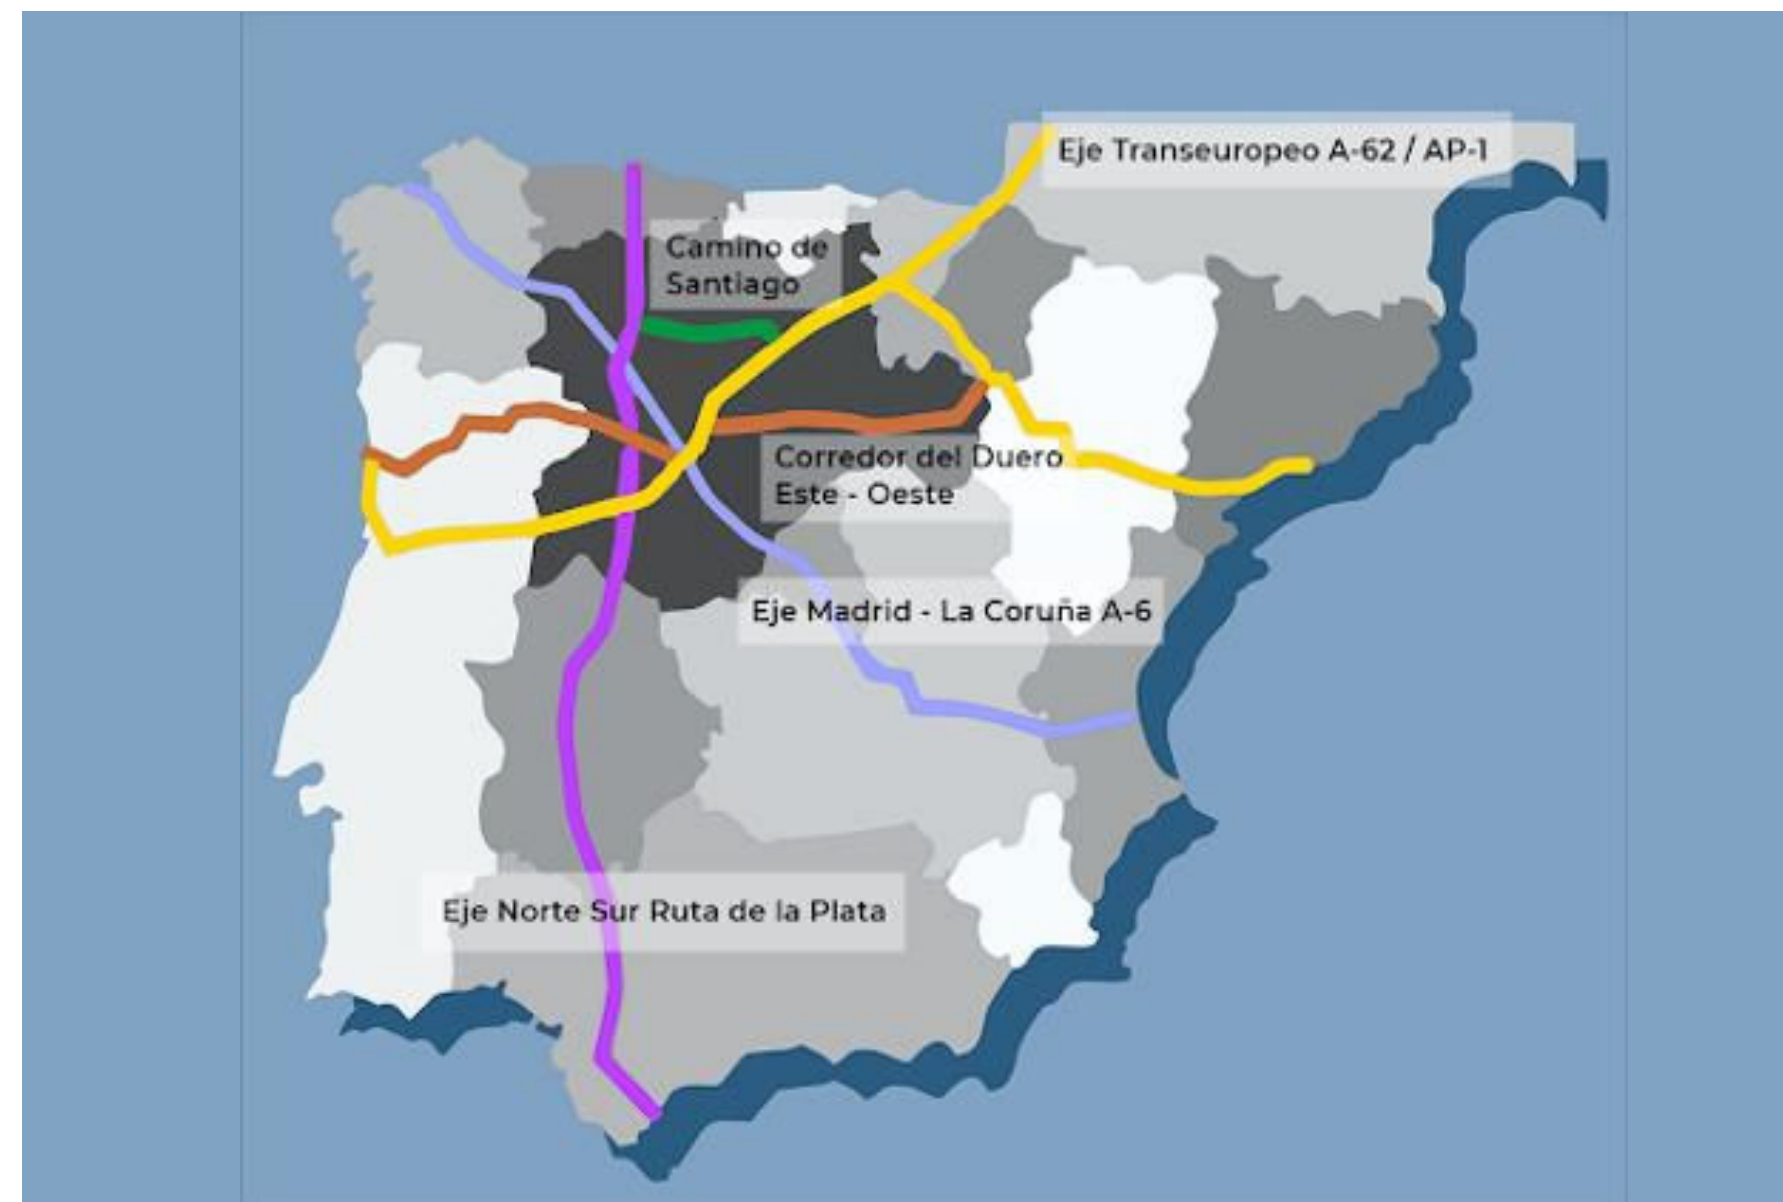 Eje Transeuropeo A-62 / AP-1
Camino de
Santiago
Corredor del Duero
Este - Oeste
Eje Madrid - La Coruña A-6
Eje Norte Sur Ruta de la Plata